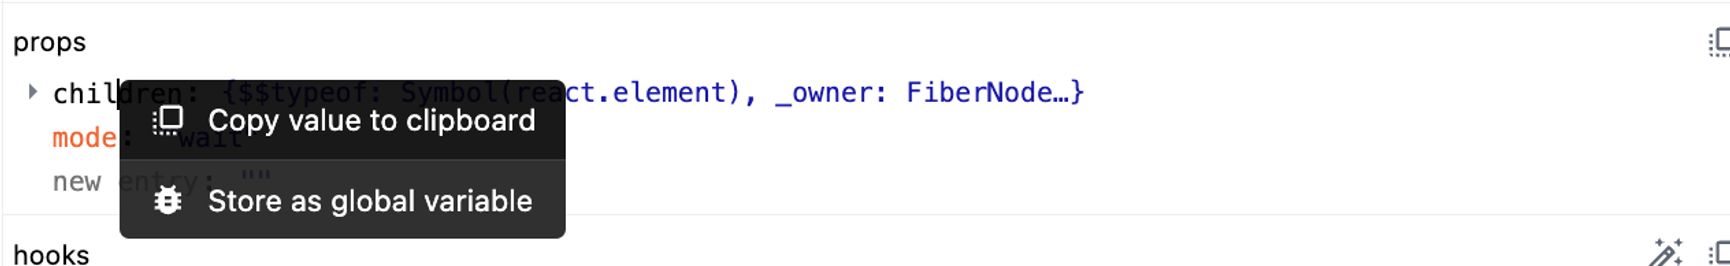 props
children: {$$typeof: Symbol(react.element), _owner: FiberNode…}
Copy value to clipboard
mode: "wait"
new entry: ""
Store as global variable
hooks